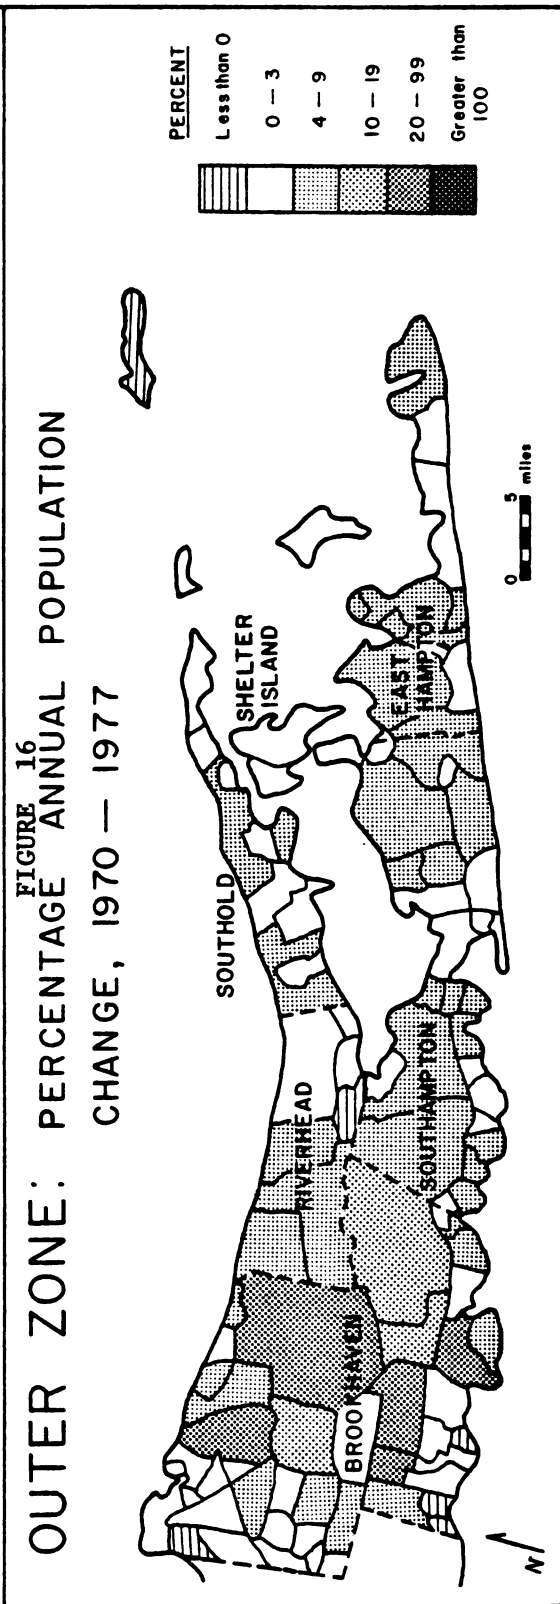 FIGURE 16
OUTER ZONE: PERCENTAGE ANNUAL POPULATION
CHANGE, 1970 — 1977
PERCENT
Less than 0
0 — 3
4 — 9
10 — 19
20 — 99
Greater than
100
SOUTHOLD
SHELTER
ISLAND
RIVERHEAD
EAST
HAMPTON
SOUTHAMPTON
BROOKHAVEN
0 5
miles
N